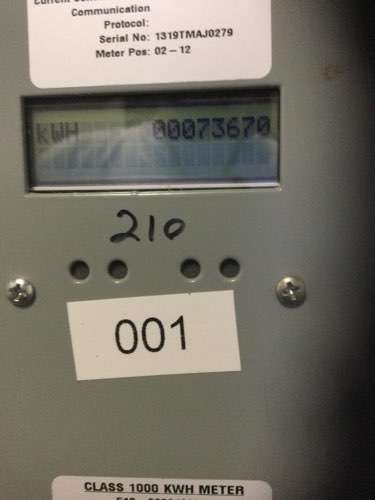 Communication
Protocol:
Serial No: 1319TMAJ0279
Meter Pos: 02 – 12
KWH 00073670
210
001
CLASS 1000 KWH METER